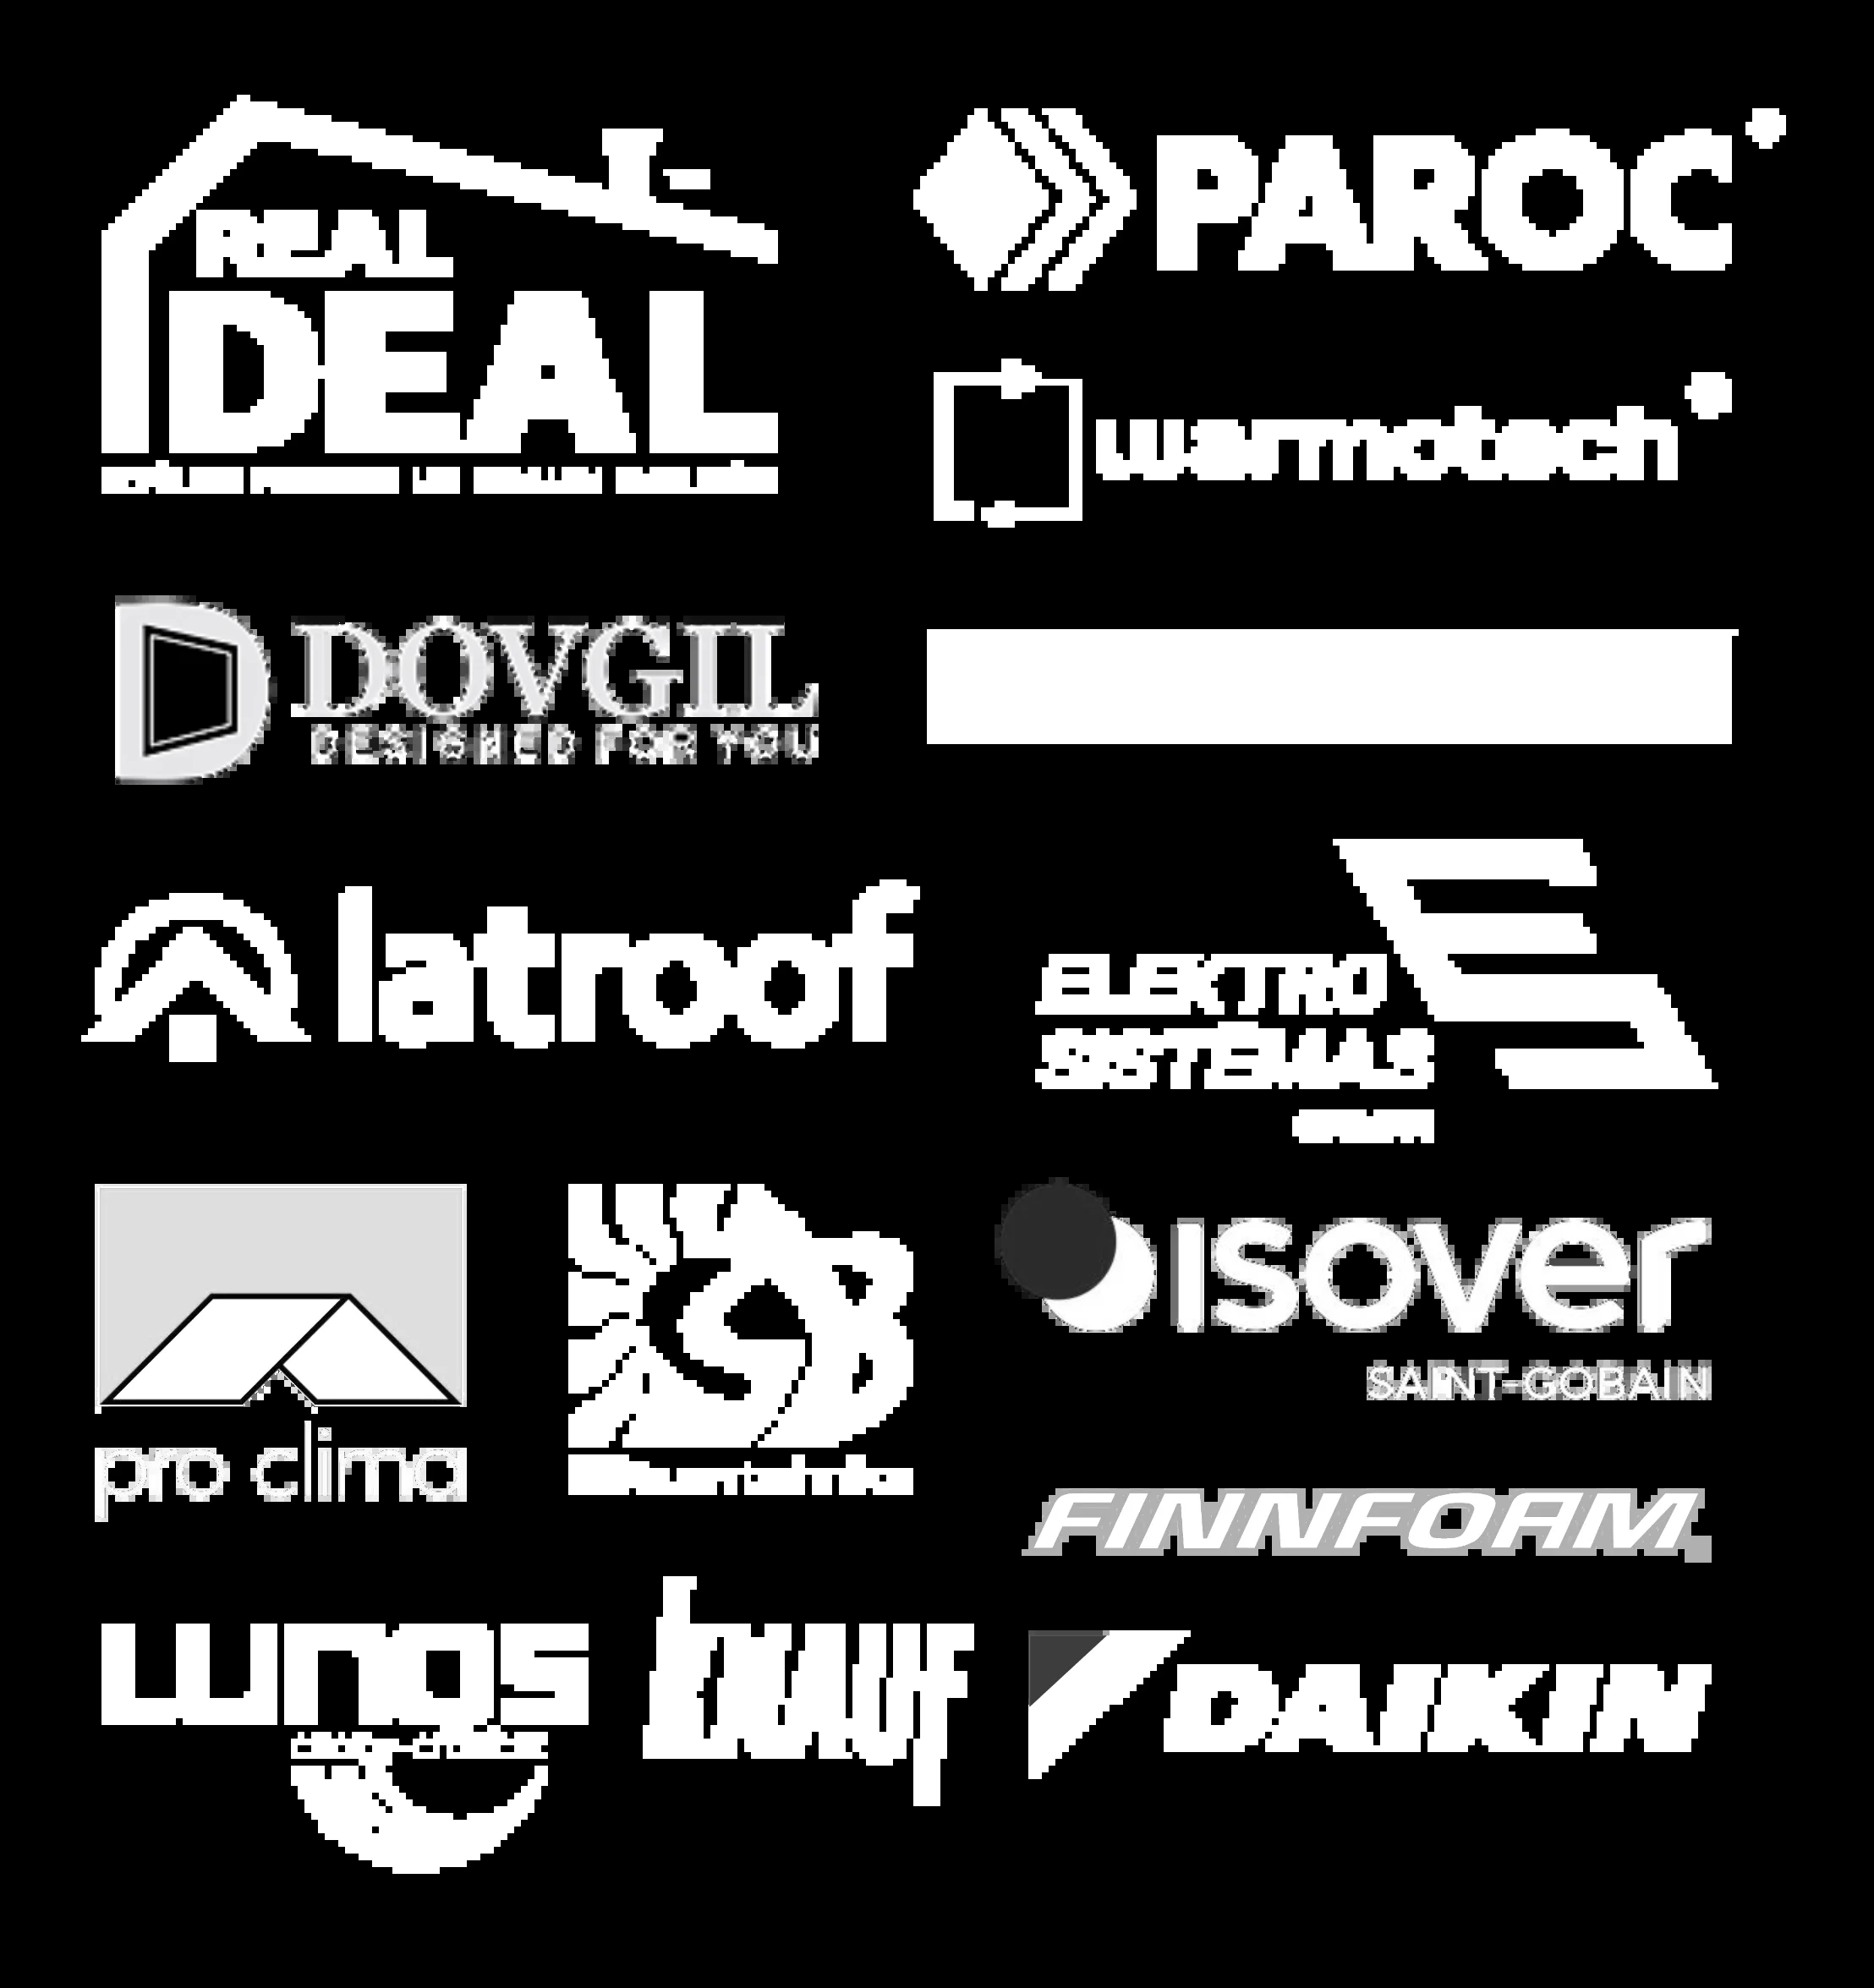 REAL
DEAL
PAROC
warmotech
DOVGIL
DESIGNED FOR YOU
latroof
ELEKTRO
SISTEMAS
pro clima
isover
SAINT-GOBAIN
FINNFOAM
wings
knauf
DAIKIN